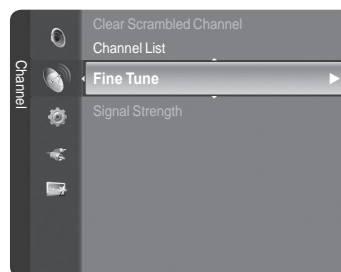 Channel
Clear Scrambled Channel
Channel List
Fine Tune
Signal Strength